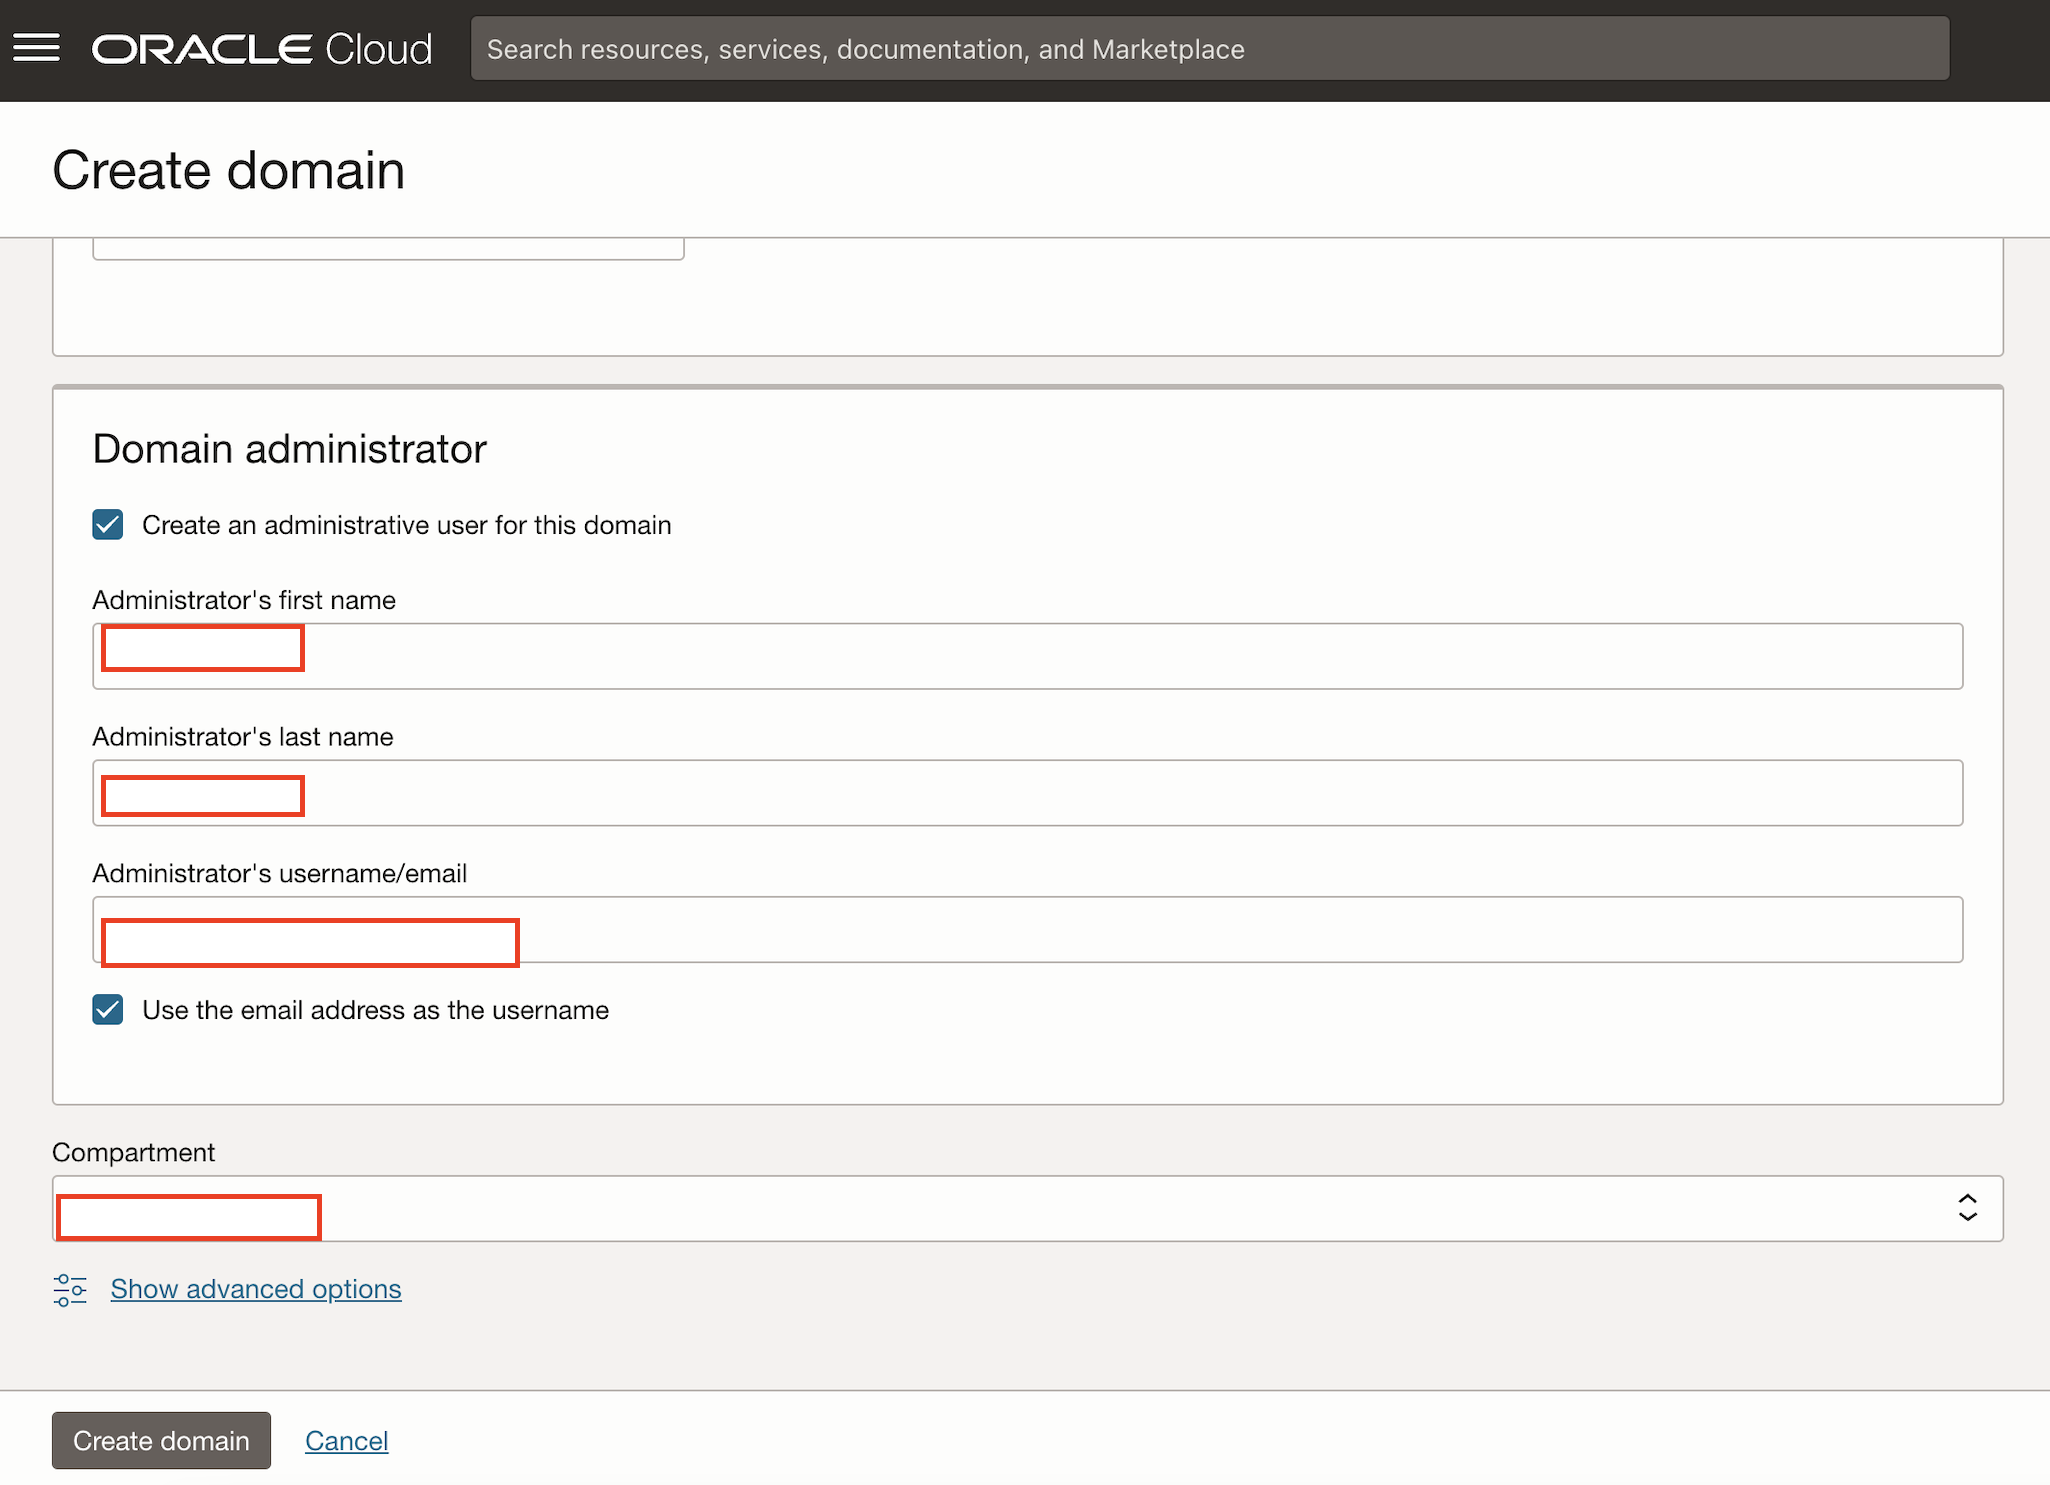 ORACLE Cloud
Search resources, services, documentation, and Marketplace
Create domain
Domain administrator
Create an administrative user for this domain
Administrator's first name
Administrator's last name
Administrator's username/email
Use the email address as the username
Compartment
Show advanced options
Create domain
Cancel